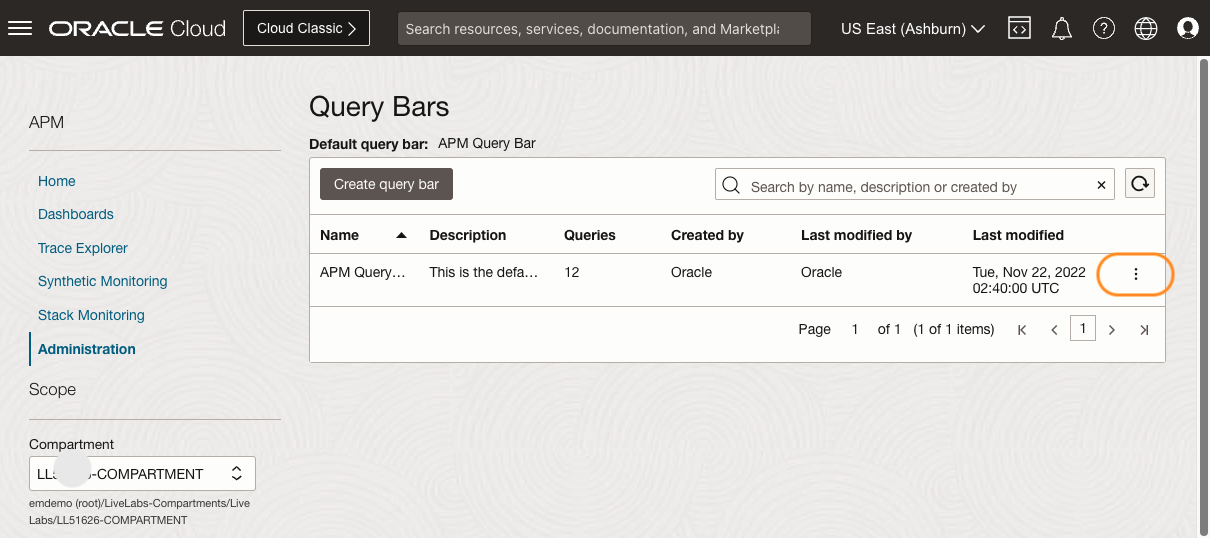 ORACLE Cloud
Cloud Classic
Search resources, services, documentation, and Marketpl
US East (Ashburn)
APM
Home
Dashboards
Trace Explorer
Synthetic Monitoring
Stack Monitoring
Administration
Scope
Compartment
-COMPARTMENT
emdemo (root)/LiveLabs-Compartments/Live
Labs/LL51626-COMPARTMENT
Query Bars
Default query bar: APM Query Bar
Create query bar
Search by name, description or created by
Name Description Queries Created by Last modified by Last modified
APM Query… This is the defa… 12 Oracle Oracle Tue, Nov 22, 2022
02:40:00 UTC
Page 1 of 1 (1 of 1 items) 1